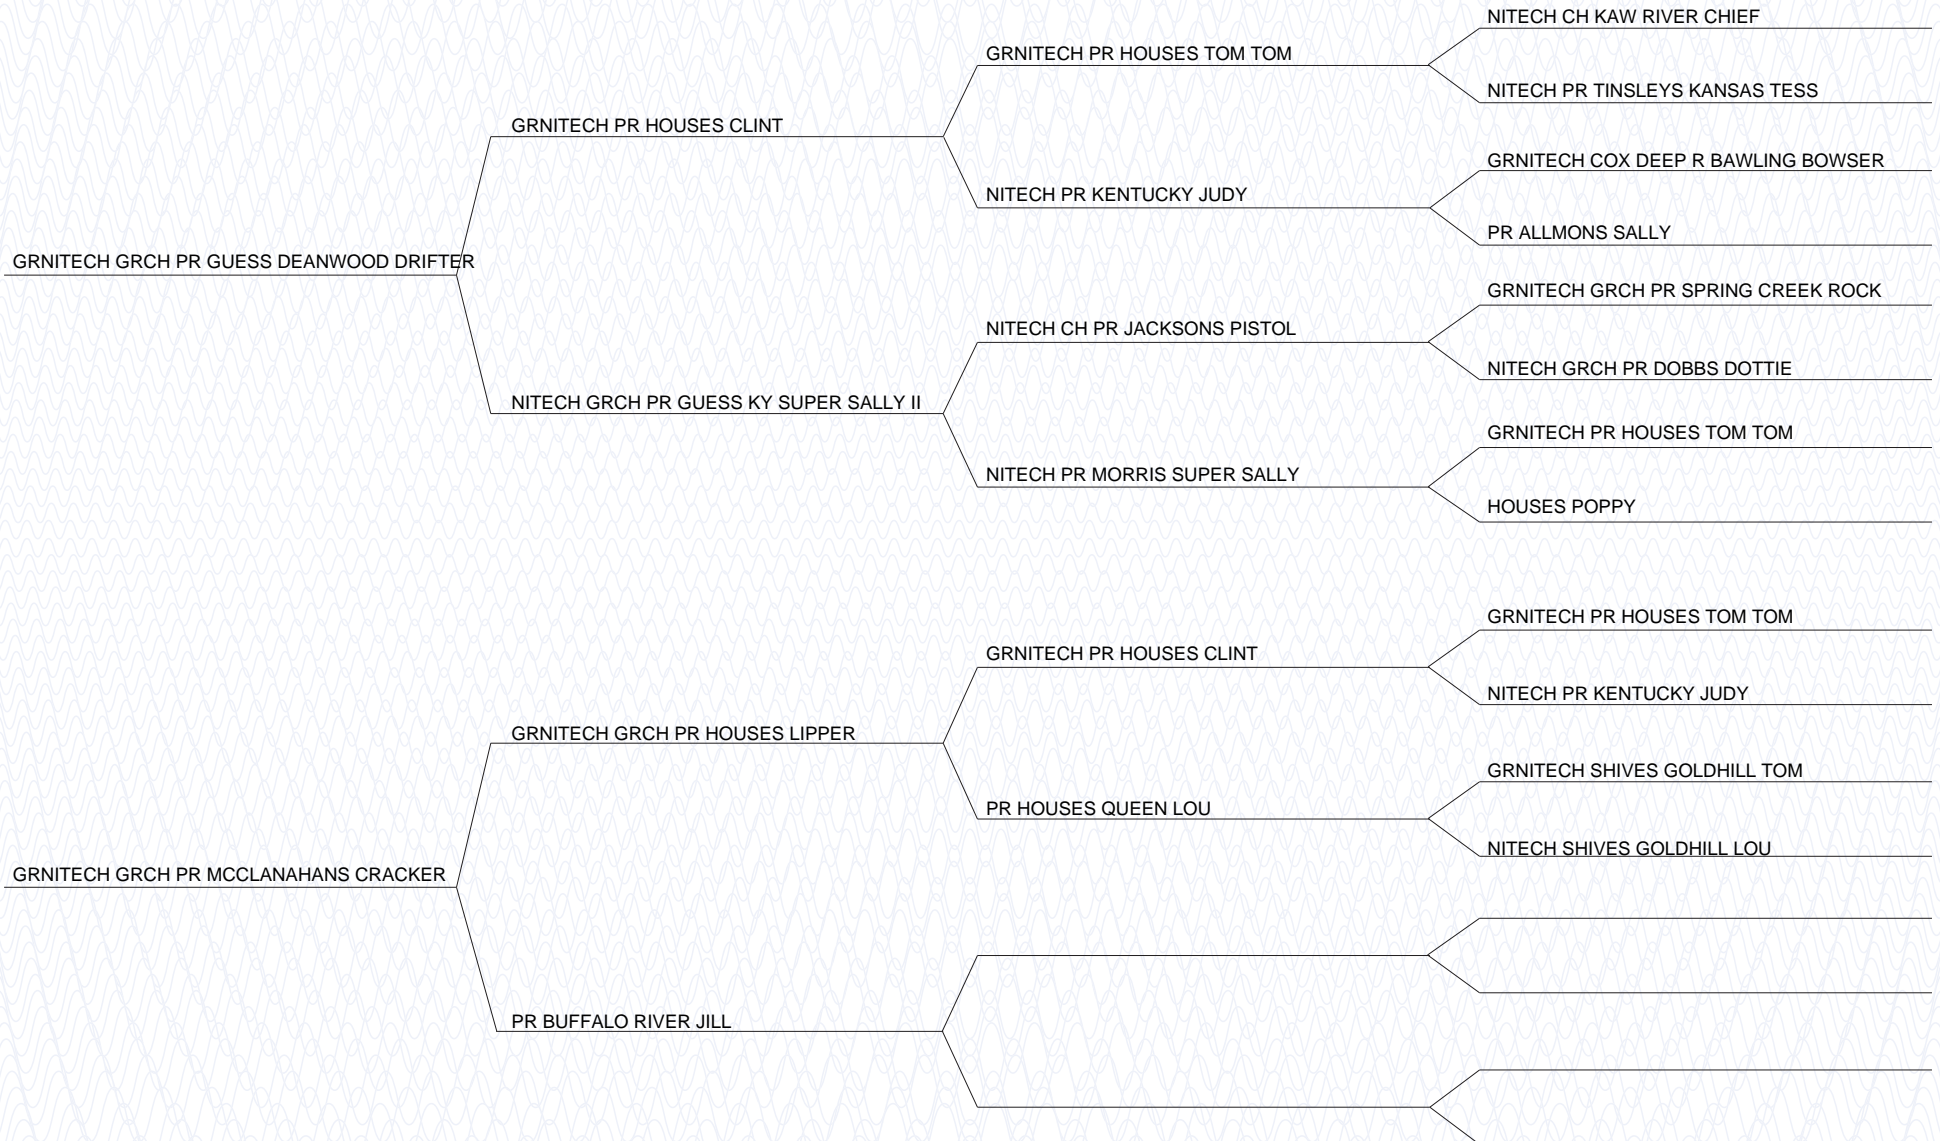 NITECH CH KAW RIVER CHIEF
GRNITECH PR HOUSES TOM TOM
NITECH PR TINSLEYS KANSAS TESS
GRNITECH PR HOUSES CLINT
GRNITECH COX DEEP R BAWLING BOWSER
NITECH PR KENTUCKY JUDY
PR ALLMONS SALLY
GRNITECH GRCH PR GUESS DEANWOOD DRIFTER
GRNITECH GRCH PR SPRING CREEK ROCK
NITECH CH PR JACKSONS PISTOL
NITECH GRCH PR DOBBS DOTTIE
NITECH GRCH PR GUESS KY SUPER SALLY II
GRNITECH PR HOUSES TOM TOM
NITECH PR MORRIS SUPER SALLY
HOUSES POPPY
GRNITECH PR HOUSES TOM TOM
GRNITECH PR HOUSES CLINT
NITECH PR KENTUCKY JUDY
GRNITECH GRCH PR HOUSES LIPPER
GRNITECH SHIVES GOLDHILL TOM
PR HOUSES QUEEN LOU
NITECH SHIVES GOLDHILL LOU
GRNITECH GRCH PR MCCLANAHANS CRACKER
PR BUFFALO RIVER JILL